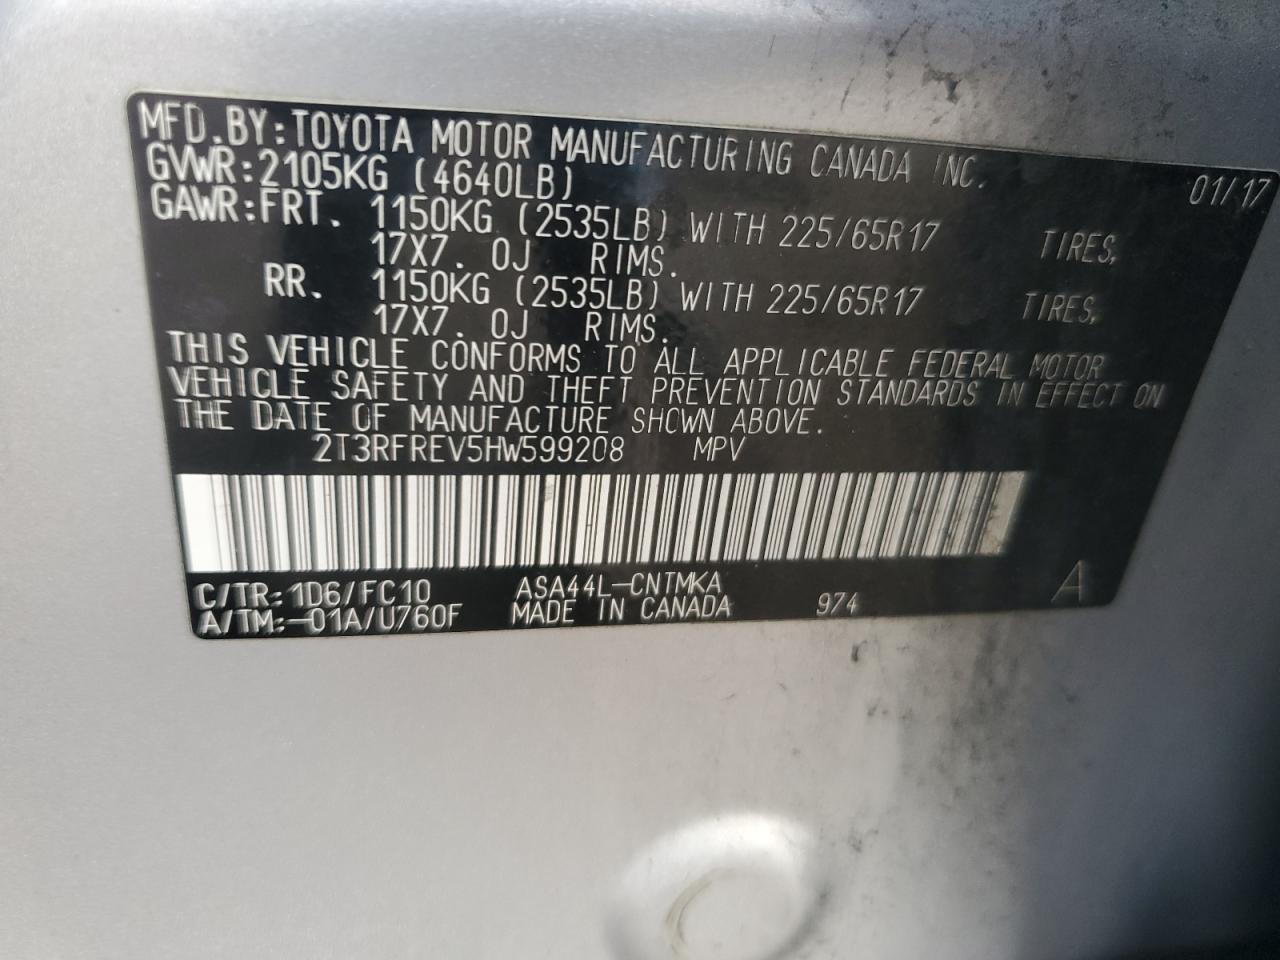 MFD.BY:TOYOTA MOTOR MANUFACTURING CANADA INC. 01/17
GVWR:2105KG (4640LB)
GAWR:FRT. 1150KG (2535LB) WITH 225/65R17 TIRES,
17X7.0J RIMS.
RR. 1150KG (2535LB) WITH 225/65R17 TIRES,
17X7.0J RIMS.
THIS VEHICLE CONFORMS TO ALL APPLICABLE FEDERAL MOTOR
VEHICLE SAFETY AND THEFT PREVENTION STANDARDS IN EFFECT ON
THE DATE OF MANUFACTURE SHOWN ABOVE.
2T3RFREV5HW599208 MPV
C/TR:1D6/FC10 ASA44L-CNTMKA
A/TM:-01A/U760F MADE IN CANADA 974 A